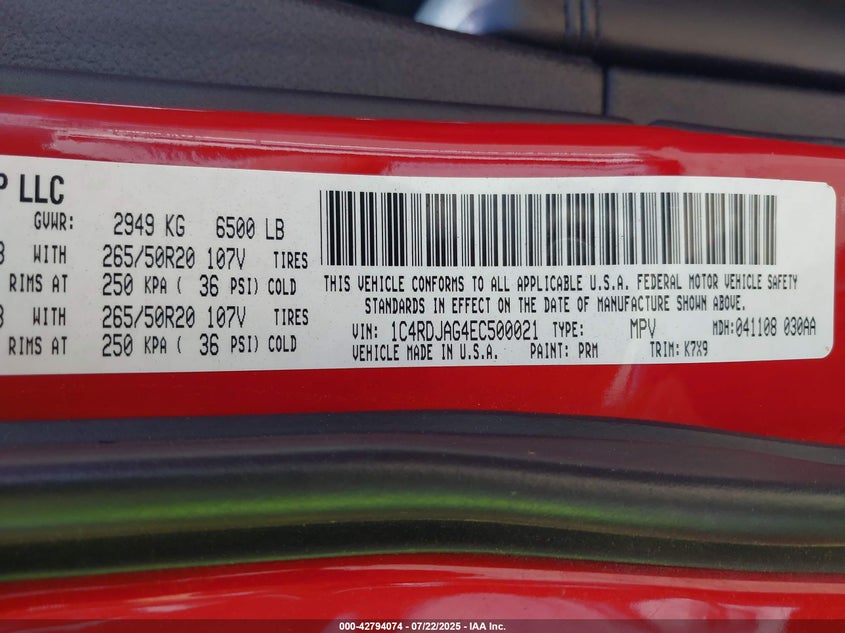 P LLC
GVWR: 2949 KG 6500 LB
WITH 265/50R20 107V TIRES
RIMS AT 250 KPA ( 36 PSI) COLD
WITH 265/50R20 107V TIRES
RIMS AT 250 KPA ( 36 PSI) COLD
THIS VEHICLE CONFORMS TO ALL APPLICABLE U.S.A. FEDERAL MOTOR VEHICLE SAFETY
STANDARDS IN EFFECT ON THE DATE OF MANUFACTURE SHOWN ABOVE.
VIN: 1C4RDJAG4EC500021 TYPE: MPV MDH:041108 030AA
VEHICLE MADE IN U.S.A. PAINT: PRM TRIM: K7X9
000-42794074 - 07/22/2025 - IAA Inc.